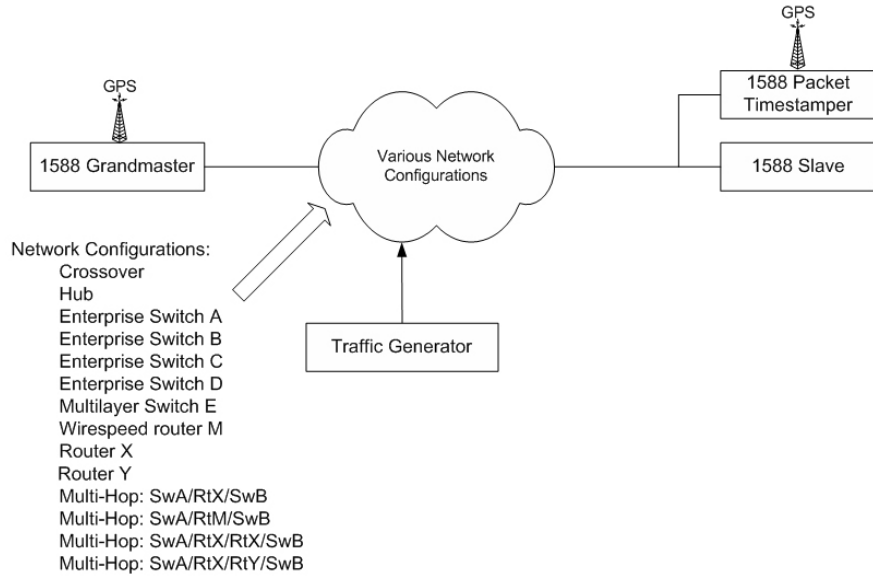 GPS
1588 Packet
Timestamper
GPS
1588 Grandmaster
Various Network
Configurations
1588 Slave
Network Configurations:
Crossover
Hub
Enterprise Switch A
Enterprise Switch B
Enterprise Switch C
Enterprise Switch D
Multilayer Switch E
Wirespeed router M
Router X
Router Y
Multi-Hop: SwA/RtX/SwB
Multi-Hop: SwA/RtM/SwB
Multi-Hop: SwA/RtX/RtX/SwB
Multi-Hop: SwA/RtX/RtY/SwB
Traffic Generator